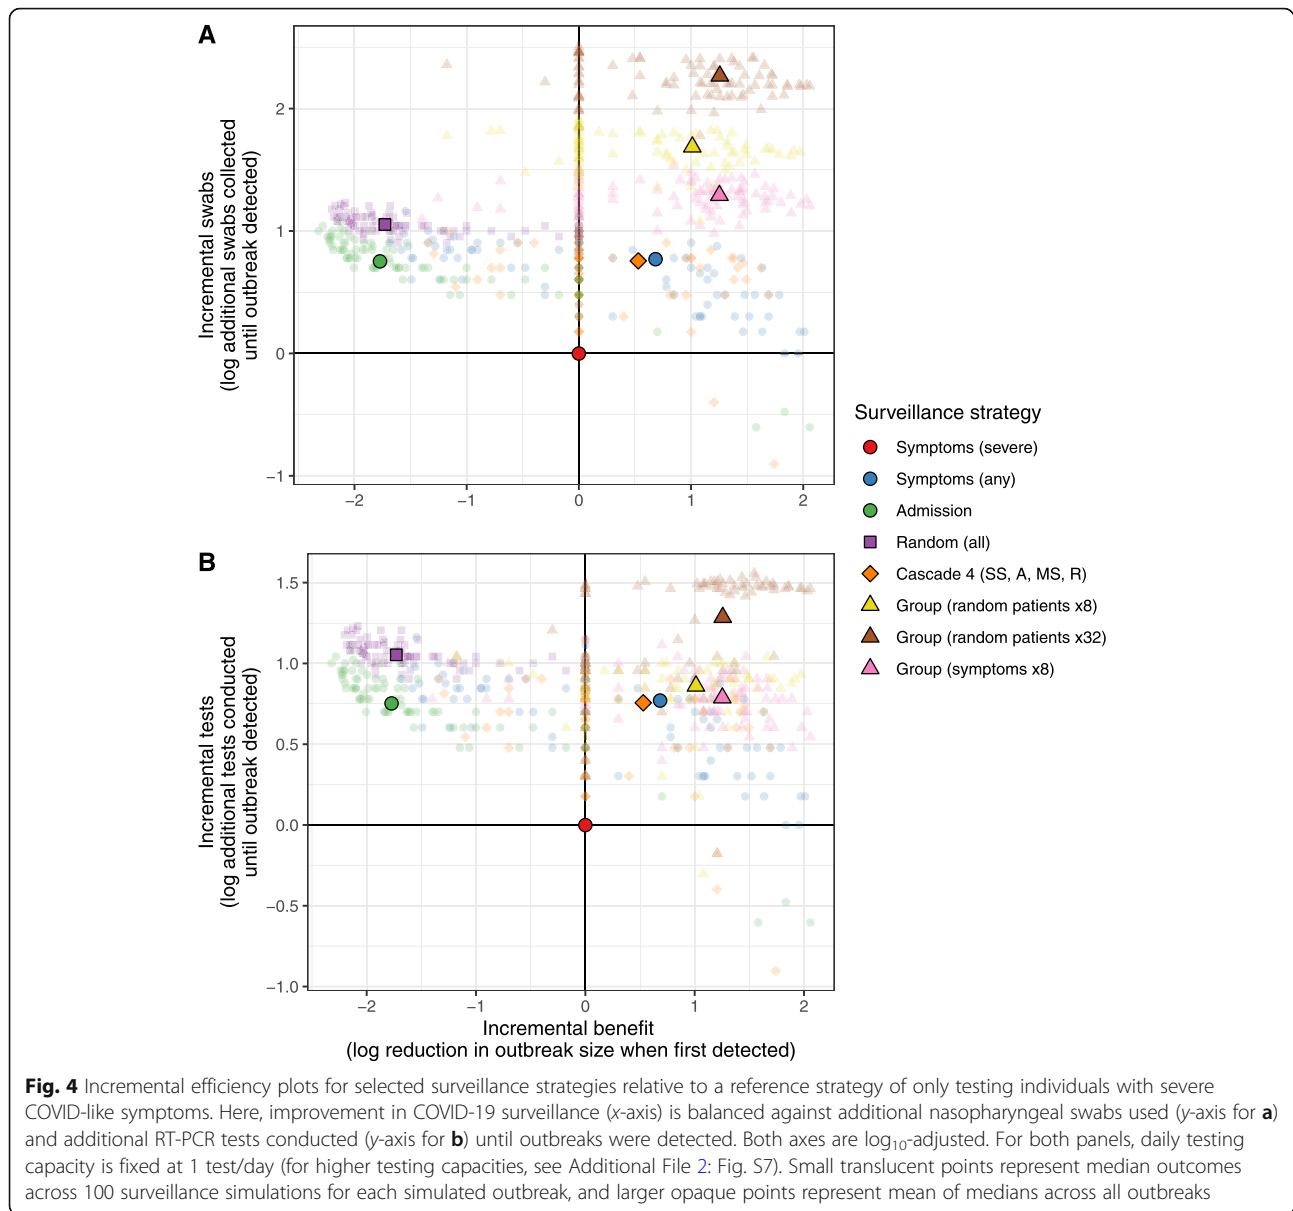 A
Incremental swabs
(log additional swabs collected
until outbreak detected)
2
1
0
−1
−2
−1
0
1
2
Surveillance strategy
Symptoms (severe)
Symptoms (any)
Admission
Random (all)
Cascade 4 (SS, A, MS, R)
Group (random patients x8)
Group (random patients x32)
Group (symptoms x8)
B
Incremental tests
(log additional tests conducted
until outbreak detected)
1.5
1.0
0.5
0.0
−0.5
−1.0
−2
−1
0
1
2
Incremental benefit
(log reduction in outbreak size when first detected)
Fig. 4 Incremental efficiency plots for selected surveillance strategies relative to a reference strategy of only testing individuals with severe
COVID-like symptoms. Here, improvement in COVID-19 surveillance (x-axis) is balanced against additional nasopharyngeal swabs used (y-axis for a)
and additional RT-PCR tests conducted (y-axis for b) until outbreaks were detected. Both axes are log10-adjusted. For both panels, daily testing
capacity is fixed at 1 test/day (for higher testing capacities, see Additional File 2: Fig. S7). Small translucent points represent median outcomes
across 100 surveillance simulations for each simulated outbreak, and larger opaque points represent mean of medians across all outbreaks